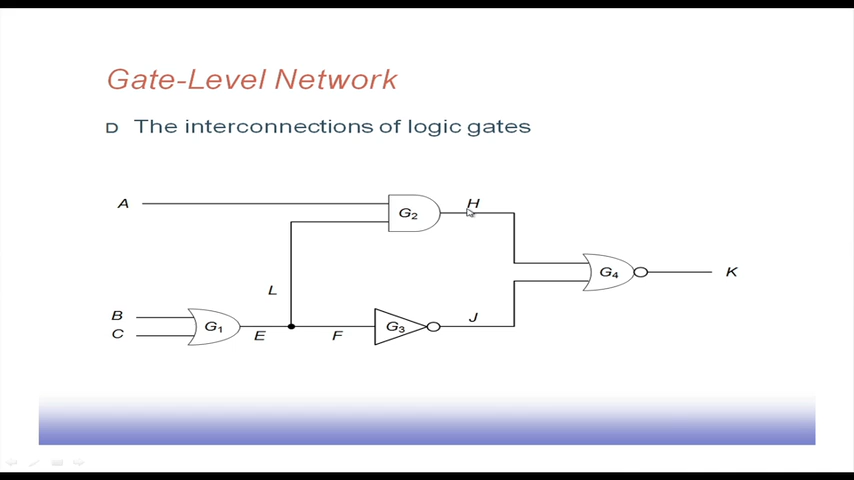 Gate-Level Network
D The interconnections of logic gates
A G2 H
G4 K
L
B
C G1 E F G3 J